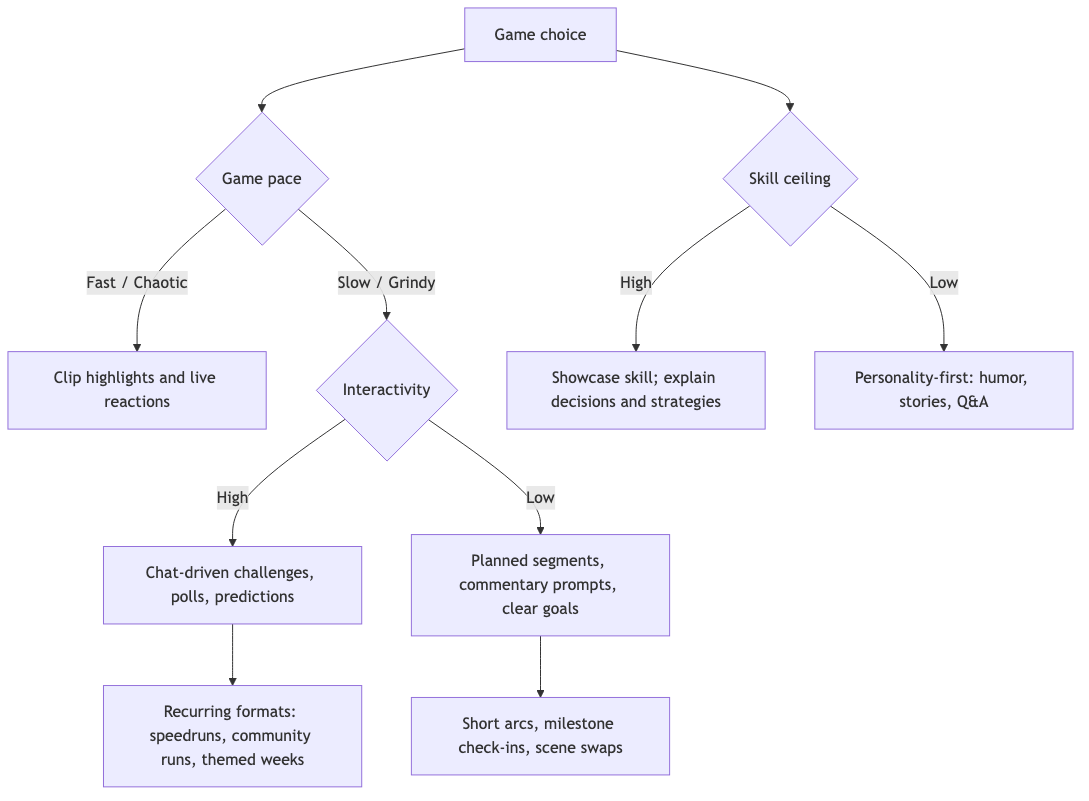 Game choice
Game pace
Skill ceiling
Fast / Chaotic
Slow / Grindy
High
Low
Clip highlights and live
reactions
Interactivity
Showcase skill; explain
decisions and strategies
Personality-first: humor,
stories, Q&A
High
Low
Chat-driven challenges,
polls, predictions
Planned segments,
commentary prompts,
clear goals
Recurring formats:
speedruns, community
runs, themed weeks
Short arcs, milestone
check-ins, scene swaps